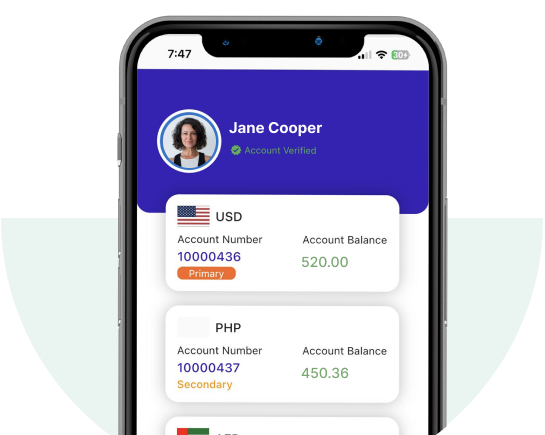 7:47
30+
Jane Cooper
Account Verified
USD
Account Number Account Balance
10000436 520.00
Primary
PHP
Account Number Account Balance
10000437 450.36
Secondary